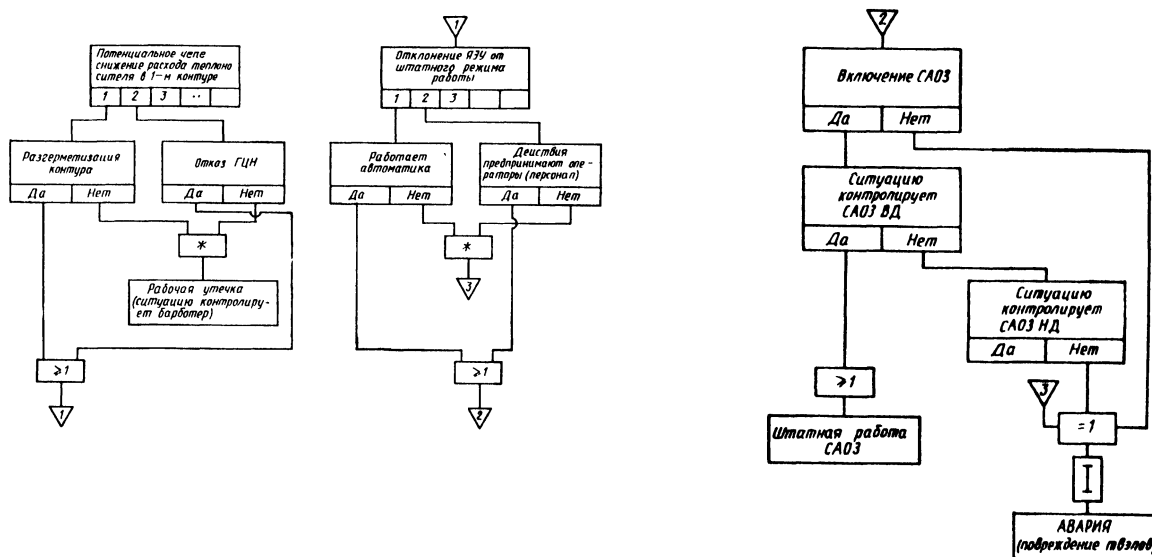 Потенциальное чепе
снижение расхода теплоно
сителя в 1-м контуре
1 2 3 ..
Разгерметизация
контура
Да Нет
Отказ ГЦН
Да Нет
*
Рабочая утечка
(ситуацию контролиру-
ет барботер)
⩾1
1
1
Отклонение ЯЭУ от
штатного режима
работы
1 2 3
Работает
автоматика
Да Нет
Действия
предпринимают опе-
ратары (персонал)
Да Нет
*
3
⩾1
2
2
Включение САОЗ
Да Нет
Ситуацию
контролирует
САОЗ ВД
Да Нет
Ситуацию
контролирует
САОЗ НД
Да Нет
⩾1
Штатная работа
САОЗ
3
=1
АВАРИЯ
(повреждение твэлов)